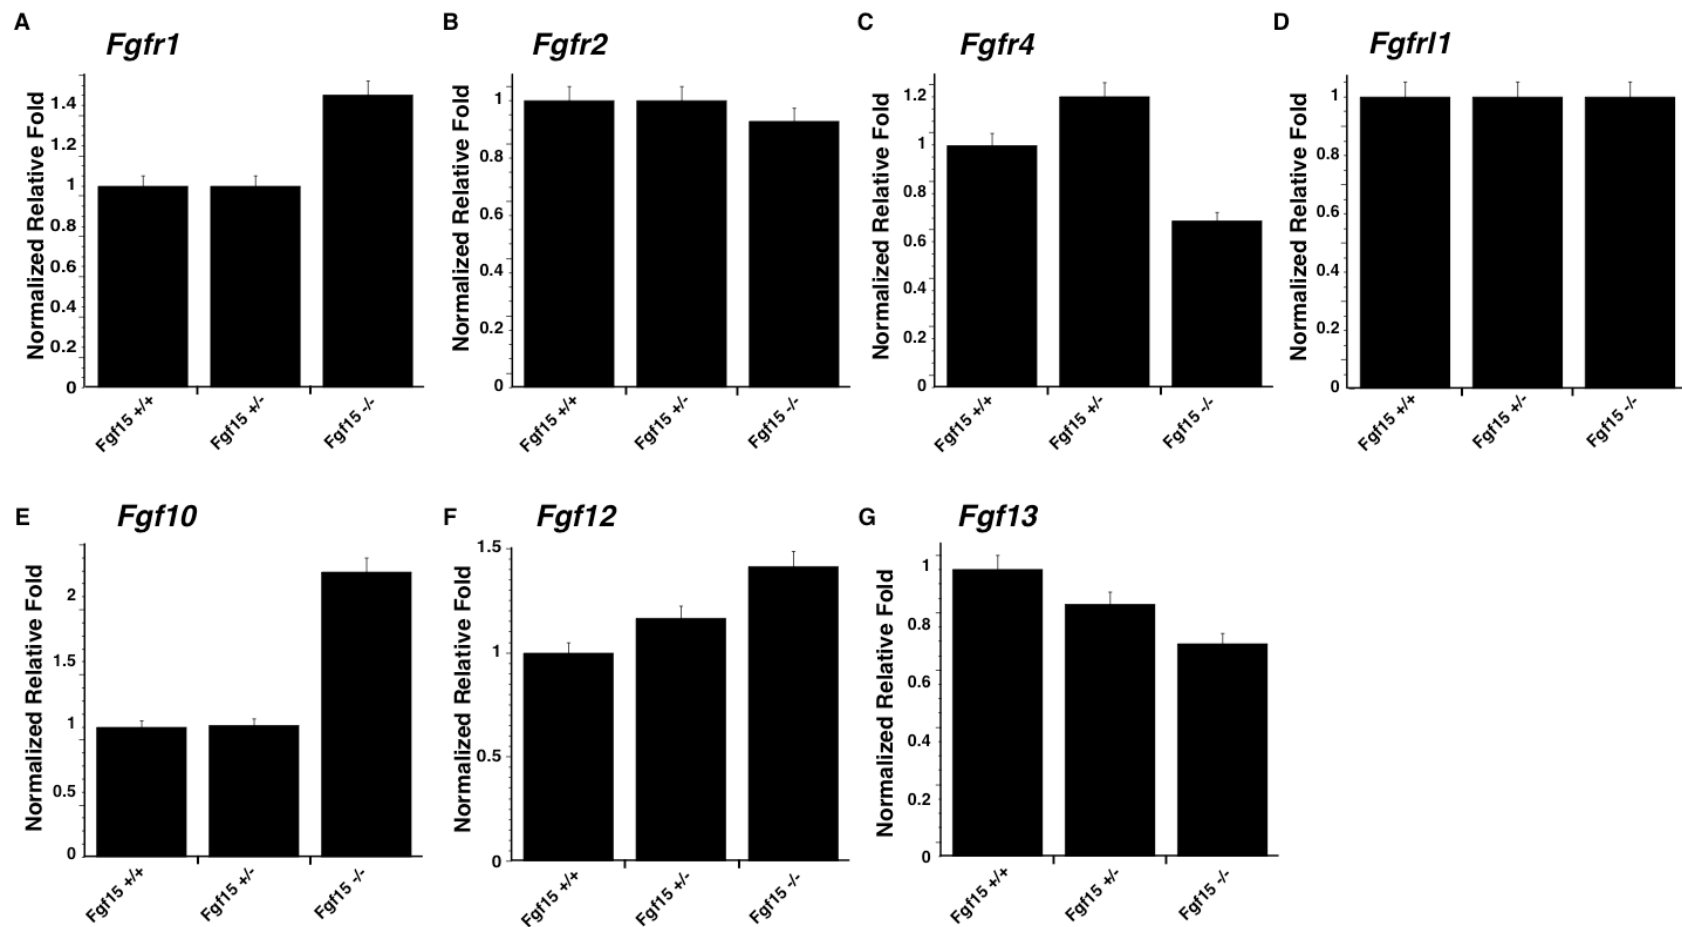 A
Fgfr1
Normalized Relative Fold
1.4
1.2
1
0.8
0.6
0.4
0.2
0
Fgf15 +/+
Fgf15 +/-
Fgf15 -/-
B
Fgfr2
Normalized Relative Fold
1
0.8
0.6
0.4
0.2
0
Fgf15 +/+
Fgf15 +/-
Fgf15 -/-
C
Fgfr4
Normalized Relative Fold
1.2
1
0.8
0.6
0.4
0.2
0
Fgf15 +/+
Fgf15 +/-
Fgf15 -/-
D
Fgfrl1
Normalized Relative Fold
1
0.8
0.6
0.4
0.2
0
Fgf15 +/+
Fgf15 +/-
Fgf15 -/-
E
Fgf10
Normalized Relative Fold
2
1.5
1
0.5
0
Fgf15 +/+
Fgf15 +/-
Fgf15 -/-
F
Fgf12
Normalized Relative Fold
1.5
1
0.5
0
Fgf15 +/+
Fgf15 +/-
Fgf15 -/-
G
Fgf13
Normalized Relative Fold
1
0.8
0.6
0.4
0.2
0
Fgf15 +/+
Fgf15 +/-
Fgf15 -/-